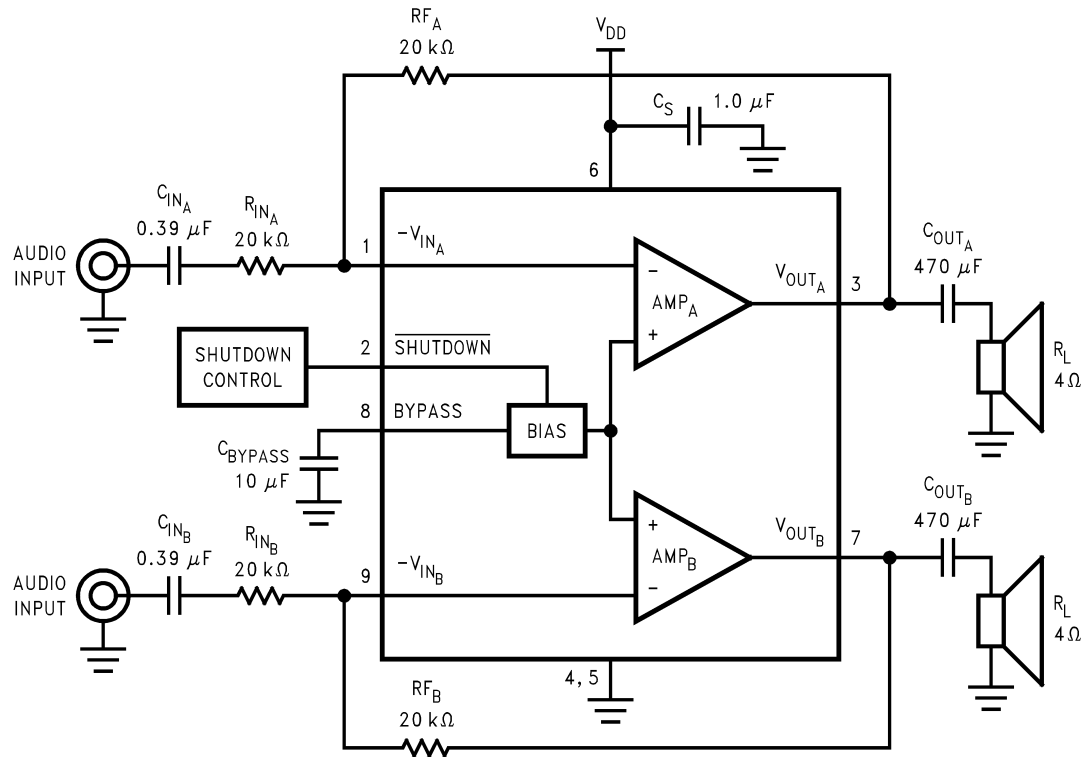 RF_A
20 kΩ
V_DD
C_S 1.0 μF
6
C_IN_A
0.39 μF
R_IN_A
20 kΩ
AUDIO
INPUT
1
-V_IN_A
-
AMP_A
+
V_OUT_A
3
C_OUT_A
470 μF
R_L
4Ω
SHUTDOWN
CONTROL
2
SHUTDOWN
8
BYPASS
BIAS
C_BYPASS
10 μF
C_IN_B
0.39 μF
R_IN_B
20 kΩ
AUDIO
INPUT
9
-V_IN_B
+
AMP_B
-
V_OUT_B
7
C_OUT_B
470 μF
R_L
4Ω
4, 5
RF_B
20 kΩ